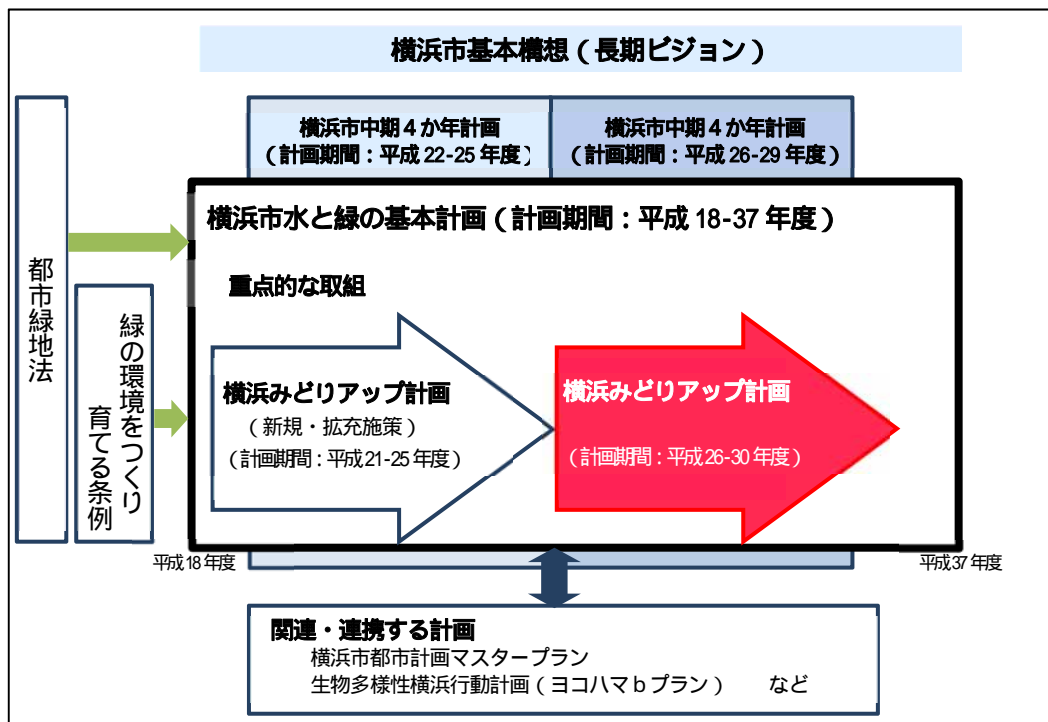 横浜市基本構想（長期ビジョン）
横浜市中期４か年計画
（計画期間：平成 22-25 年度）
横浜市中期４か年計画
（計画期間：平成 26-29 年度）
都市緑地法
緑の環境をつくり
育てる条例
横浜市水と緑の基本計画（計画期間：平成 18-37 年度）
重点的な取組
横浜みどりアップ計画
（新規・拡充施策）
（計画期間：平成 21-25 年度）
横浜みどりアップ計画
（計画期間：平成 26-30 年度）
平成 18 年度
平成 37 年度
関連・連携する計画
横浜市都市計画マスタープラン
生物多様性横浜行動計画（ヨコハマｂプラン）　など